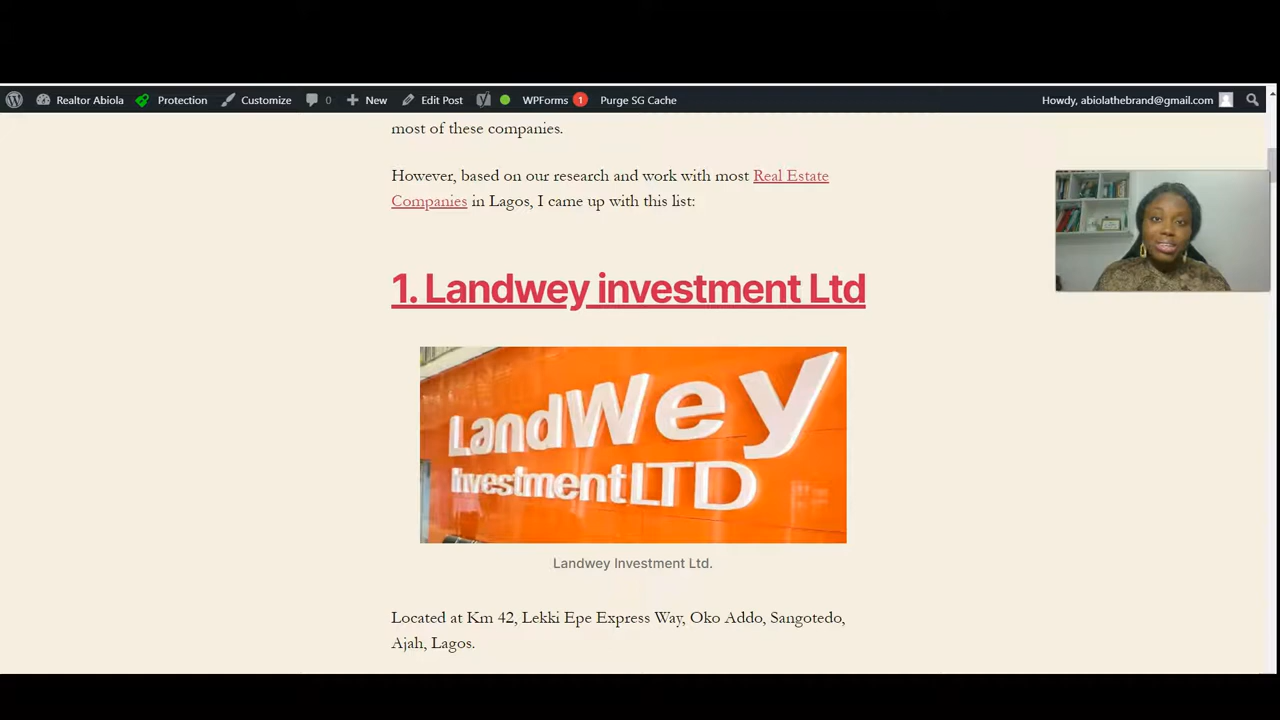 Realtor Abiola Protection Customize 0 New Edit Post WPForms 1 Purge SG Cache Howdy, abiolathebrand@gmail.com
most of these companies.
However, based on our research and work with most Real Estate
Companies in Lagos, I came up with this list:
1. Landwey investment Ltd
LandWey
InvestmentLTD
Landwey Investment Ltd.
Located at Km 42, Lekki Epe Express Way, Oko Addo, Sangotedo,
Ajah, Lagos.